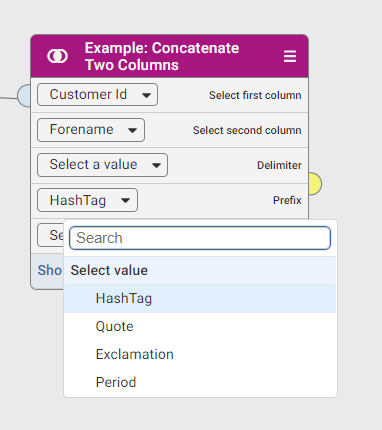 Example: Concatenate
Two Columns
Customer Id Select first column
Forename Select second column
Select a value Delimiter
HashTag Prefix
Se
Search
Sho
Select value
HashTag
Quote
Exclamation
Period